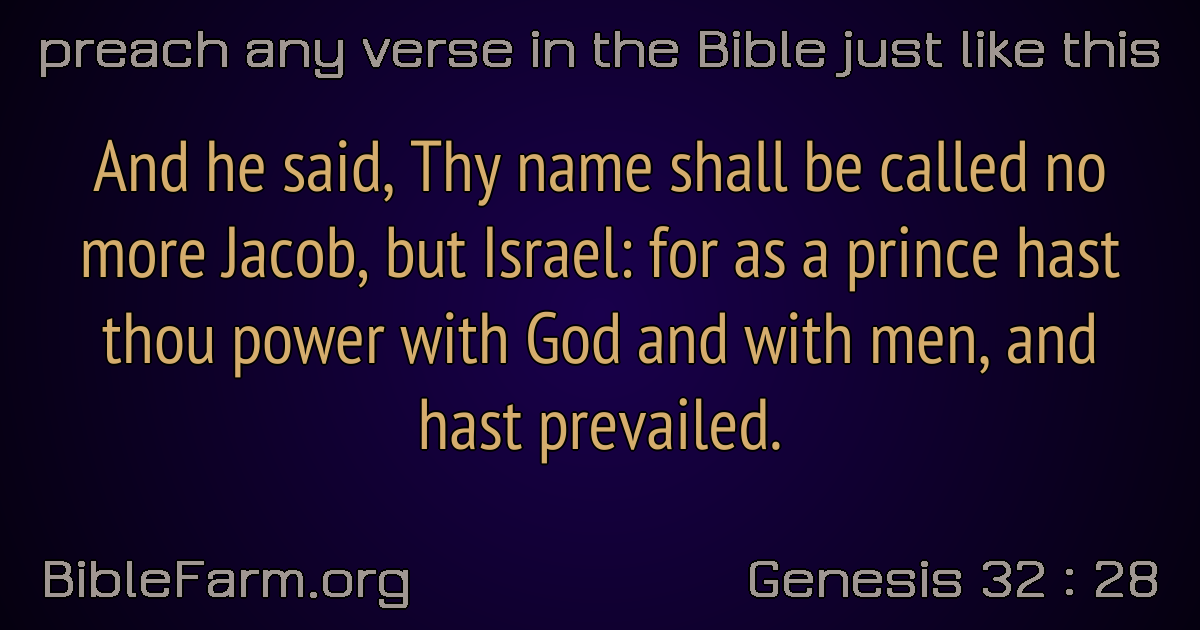 preach any verse in the Bible just like this
And he said, Thy name shall be called no
more Jacob, but Israel: for as a prince hast
thou power with God and with men, and
hast prevailed.
BibleFarm.org
Genesis 32 : 28